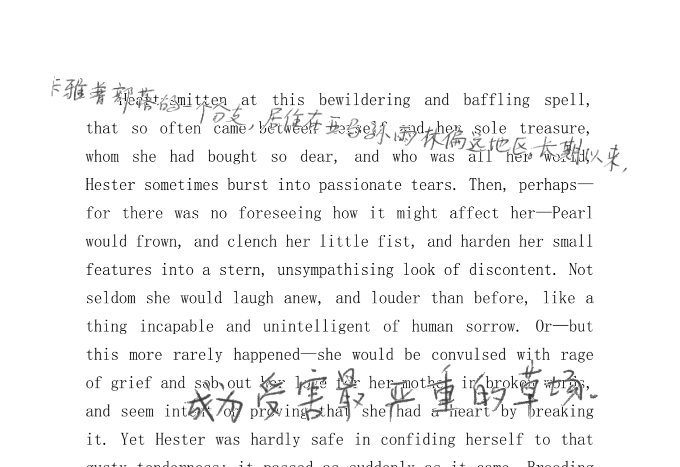 卡雅普部落的一个分支,居住在亚马孙雨林偏远地区。长期以来,
Heart-smitten at this bewildering and baffling spell,
that so often came between herself and her sole treasure,
whom she had bought so dear, and who was all her world,
Hester sometimes burst into passionate tears. Then, perhaps—
for there was no foreseeing how it might affect her—Pearl
would frown, and clench her little fist, and harden her small
features into a stern, unsympathising look of discontent. Not
seldom she would laugh anew, and louder than before, like a
thing incapable and unintelligent of human sorrow. Or—but
this more rarely happened—she would be convulsed with rage
of grief and sob out her love for her mother in broken words,
成为受害最严重的草场。
and seem intent on proving that she had a heart by breaking
it. Yet Hester was hardly safe in confiding herself to that
gusty tenderness: it passed as suddenly as it came. Brooding